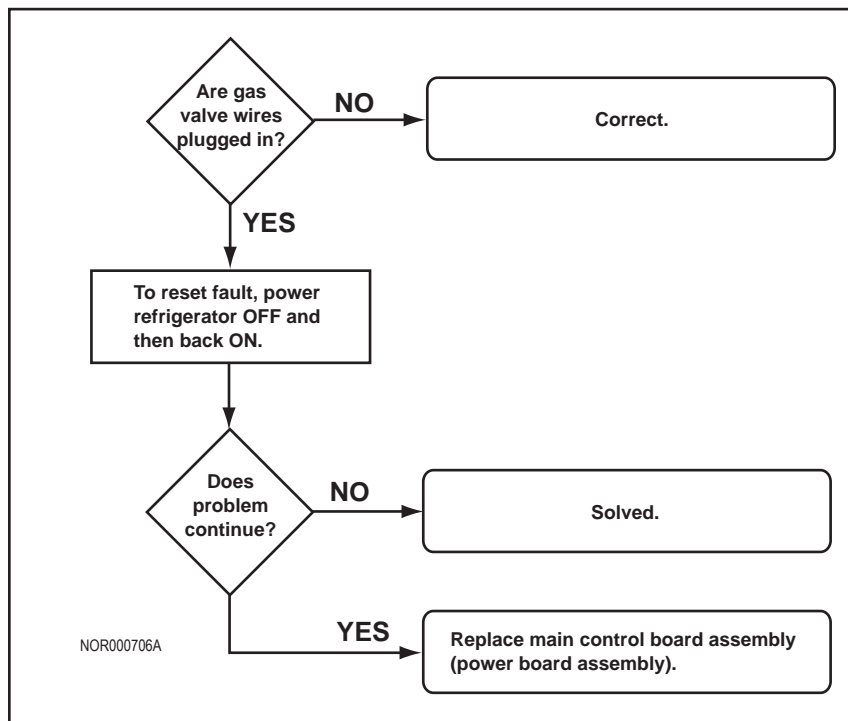 Are gas
valve wires
plugged in?
NO
Correct.
YES
To reset fault, power
refrigerator OFF and
then back ON.
Does
problem
continue?
NO
Solved.
YES
Replace main control board assembly
(power board assembly).
NOR000706A